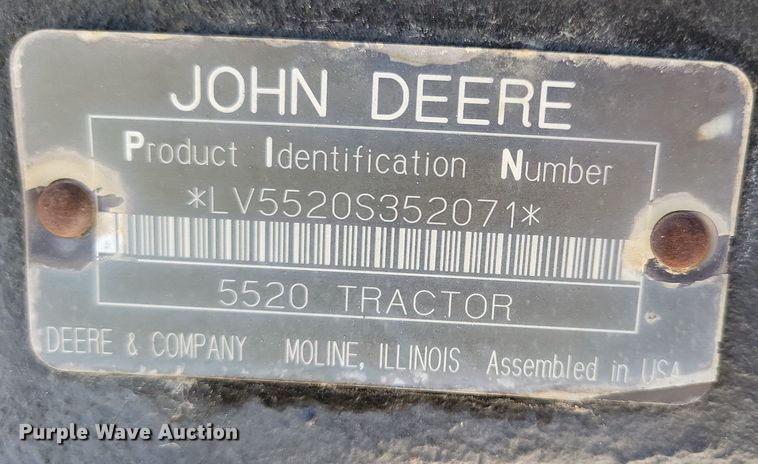 JOHN DEERE
Product Identification Number
*LV5520S352071*
5520 TRACTOR
DEERE & COMPANY MOLINE, ILLINOIS Assembled in USA
Purple Wave Auction